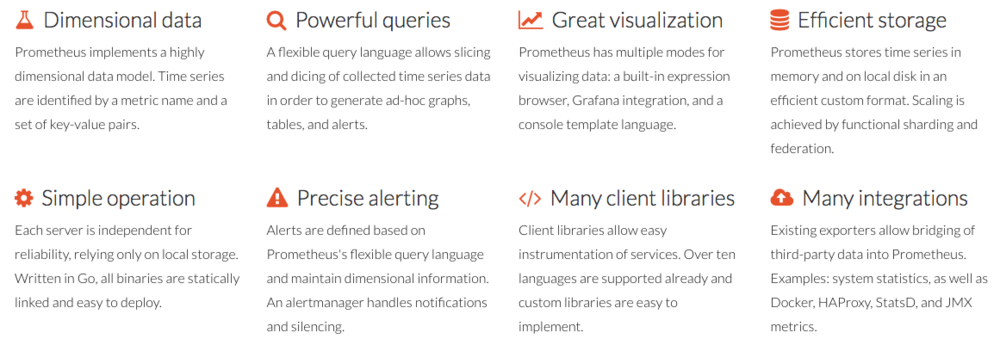 Dimensional data
Prometheus implements a highly
dimensional data model. Time series
are identified by a metric name and a
set of key-value pairs.
Powerful queries
A flexible query language allows slicing
and dicing of collected time series data
in order to generate ad-hoc graphs,
tables, and alerts.
Great visualization
Prometheus has multiple modes for
visualizing data: a built-in expression
browser, Grafana integration, and a
console template language.
Efficient storage
Prometheus stores time series in
memory and on local disk in an
efficient custom format. Scaling is
achieved by functional sharding and
federation.
Simple operation
Each server is independent for
reliability, relying only on local storage.
Written in Go, all binaries are statically
linked and easy to deploy.
Precise alerting
Alerts are defined based on
Prometheus's flexible query language
and maintain dimensional information.
An alertmanager handles notifications
and silencing.
Many client libraries
Client libraries allow easy
instrumentation of services. Over ten
languages are supported already and
custom libraries are easy to
implement.
Many integrations
Existing exporters allow bridging of
third-party data into Prometheus.
Examples: system statistics, as well as
Docker, HAProxy, StatsD, and JMX
metrics.